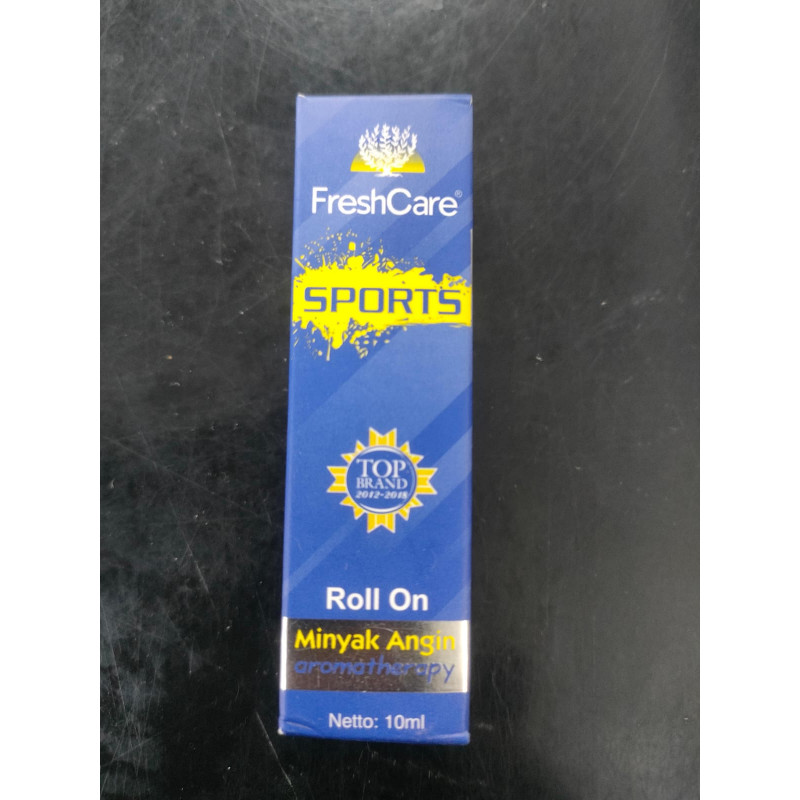 FreshCare®
SPORTS
TOP
BRAND
2012-2018
Roll On
Minyak Angin
aromatherapy
Netto: 10ml